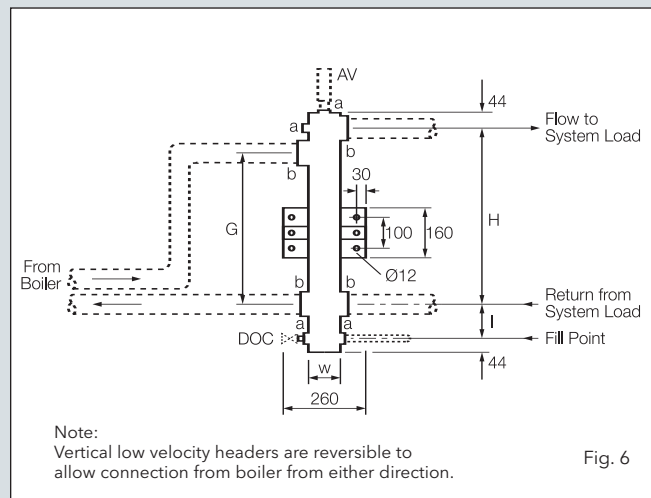 AV
a
44
a
Flow to
System Load
b
b
30
G
H
100
160
From
Boiler
Ø12
b
b
Return from
System Load
a
a
I
DOC
Fill Point
w
44
260
Note:
Vertical low velocity headers are reversible to
allow connection from boiler from either direction.
Fig. 6